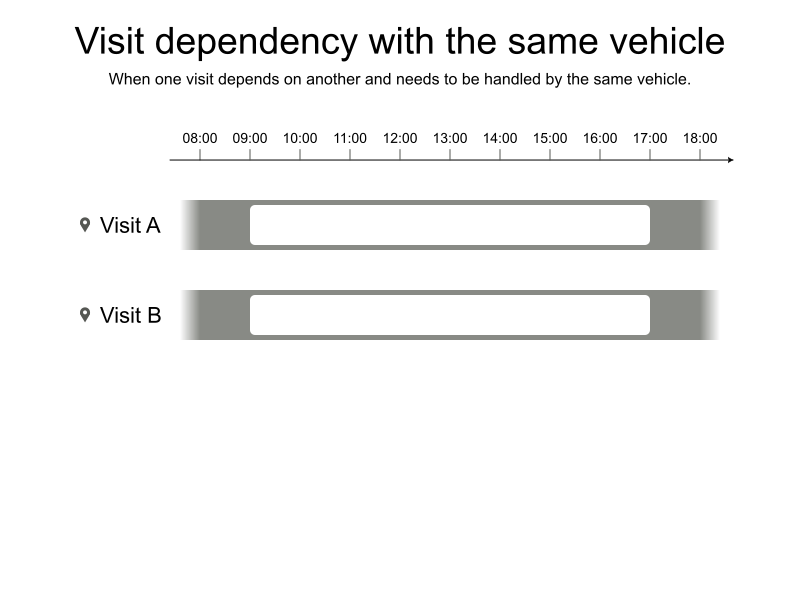 Visit dependency with the same vehicle
When one visit depends on another and needs to be handled by the same vehicle.
08:00 09:00 10:00 11:00 12:00 13:00 14:00 15:00 16:00 17:00 18:00
Visit A
Visit B